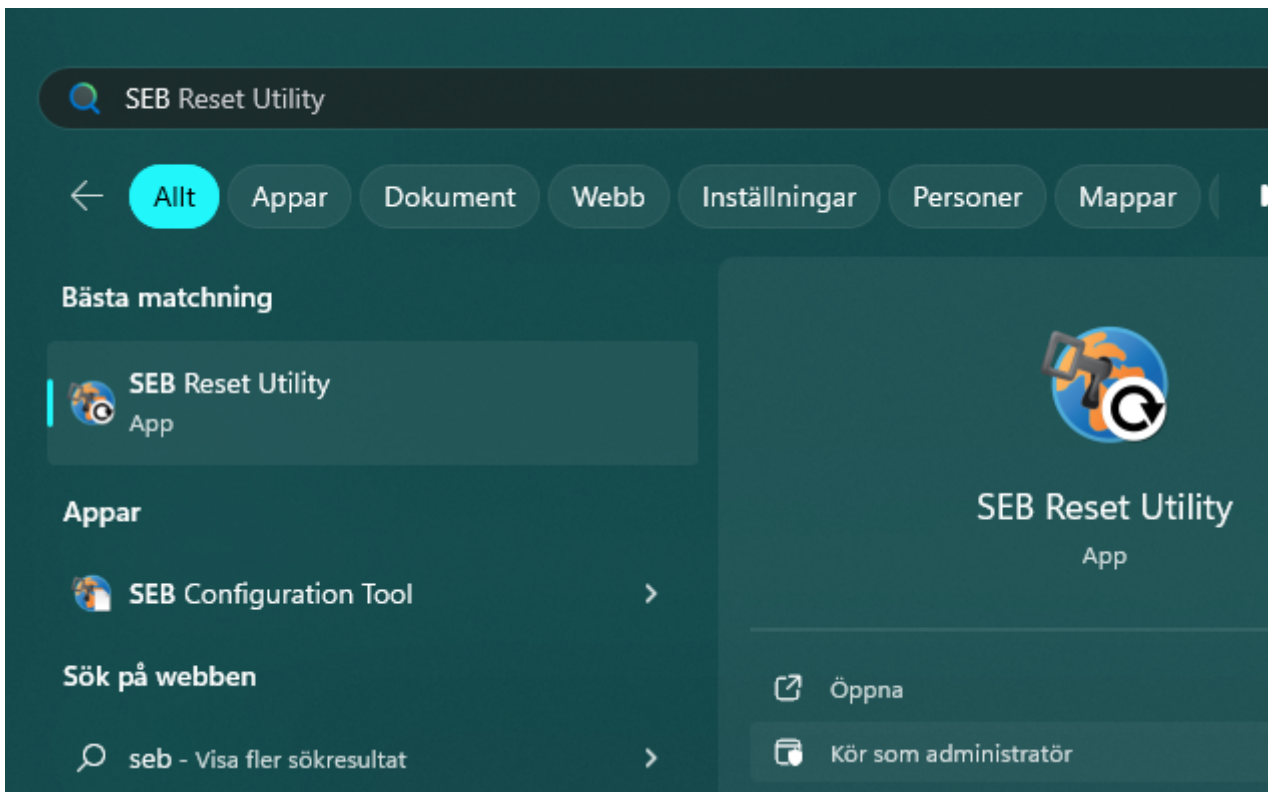 SEB Reset Utility
Allt Appar Dokument Webb Inställningar Personer Mappar
Bästa matchning
SEB Reset Utility
App
Appar
SEB Configuration Tool
Sök på webben
seb - Visa fler sökresultat
SEB Reset Utility
App
Öppna
Kör som administratör